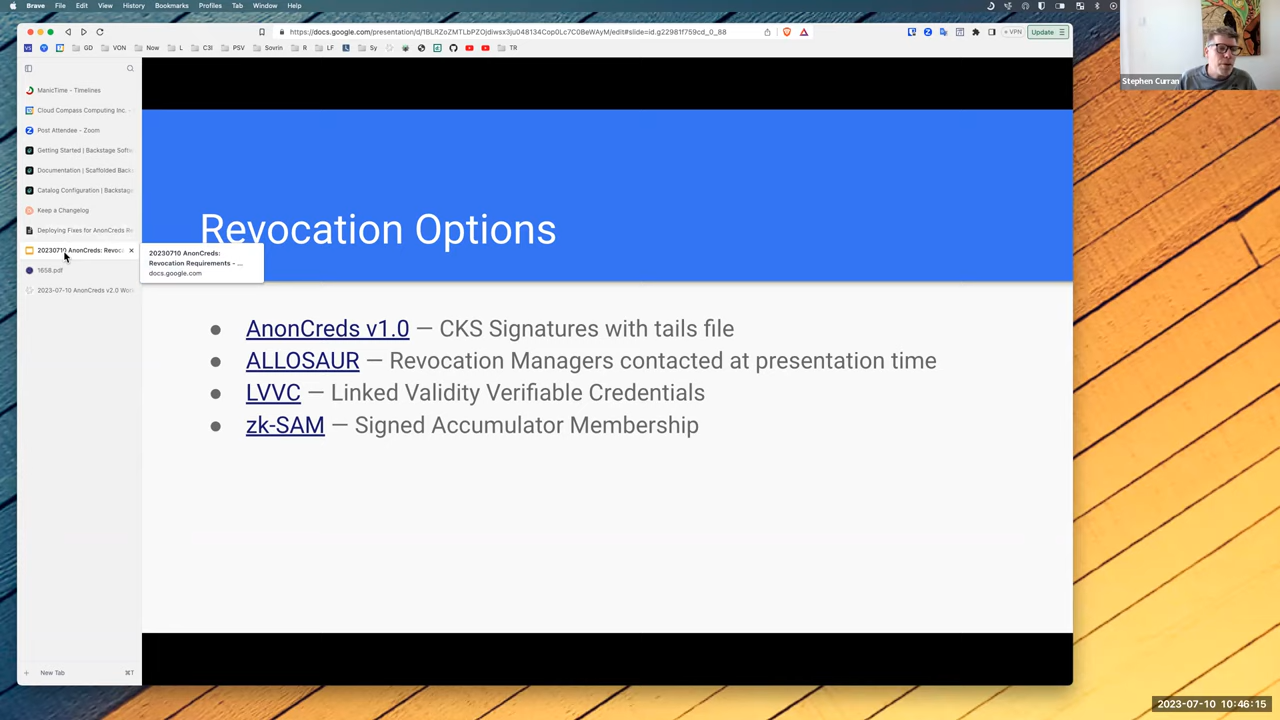 Brave File Edit View History Bookmarks Profiles Tab Window Help
https://docs.google.com/presentation/d/1BLRZoZMTLbPZOjdlwsx3ju048134Cop0Lc7C0BeWAyM/edit#slide=id.g22981f759cd_0_88
VPN
Update
GD VON Now L C3I PSV Sovrin R LF Sy TR
ManicTime - Timelines
Cloud Compass Computing Inc. -
Post Attendee - Zoom
Getting Started | Backstage Softw
Documentation | Scaffolded Back
Catalog Configuration | Backstage
Keep a Changelog
Deploying Fixes for AnonCreds Re
20230710 AnonCreds: Revoca
1658.pdf
2023-07-10 AnonCreds v2.0 Wor
New Tab ⌘T
20230710 AnonCreds:
Revocation Requirements - ...
docs.google.com
Revocation Options
● AnonCreds v1.0 — CKS Signatures with tails file
● ALLOSAUR — Revocation Managers contacted at presentation time
● LVVC — Linked Validity Verifiable Credentials
● zk-SAM — Signed Accumulator Membership
Stephen Curran
2023-07-10 10:46:15